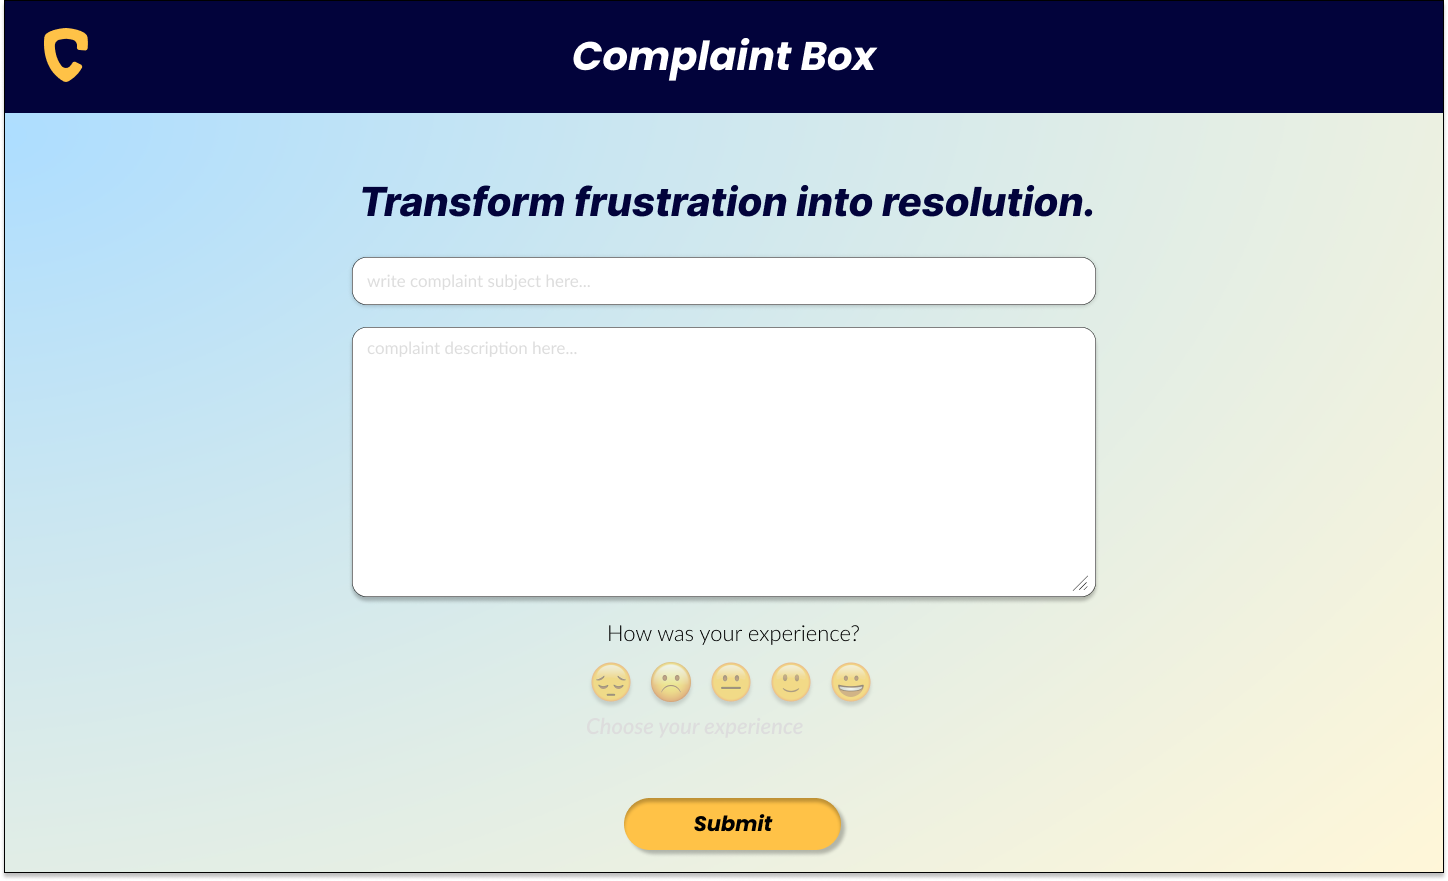 Complaint Box
Transform frustration into resolution.
write complaint subject here...
complaint description here...
How was your experience?
Choose your experience
Submit